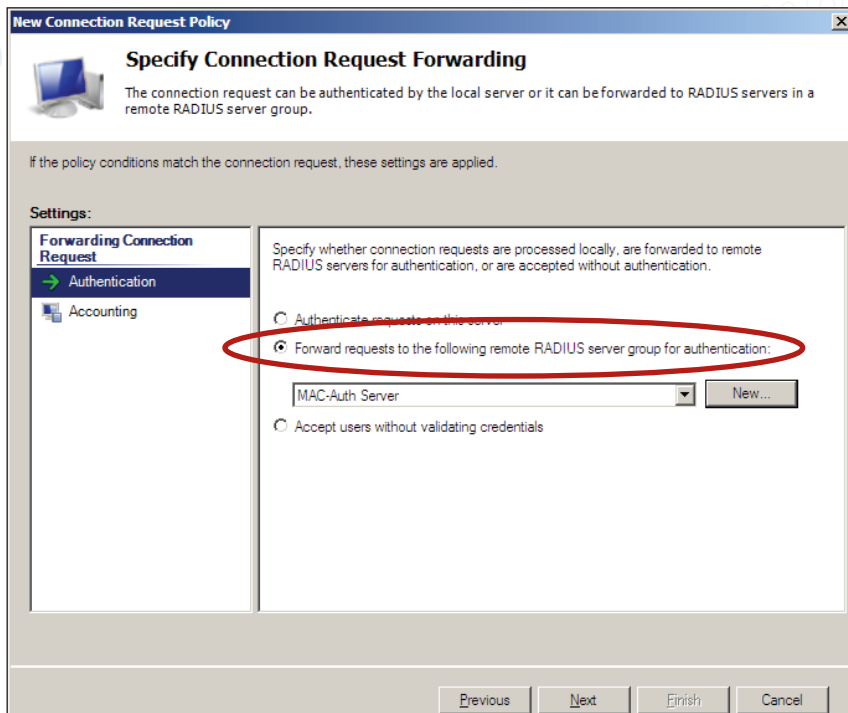 New Connection Request Policy
Specify Connection Request Forwarding
The connection request can be authenticated by the local server or it can be forwarded to RADIUS servers in a
remote RADIUS server group.
If the policy conditions match the connection request, these settings are applied.
Settings:
Forwarding Connection
Request
Authentication
Accounting
Specify whether connection requests are processed locally, are forwarded to remote
RADIUS servers for authentication, or are accepted without authentication.
Authenticate requests on this server
Forward requests to the following remote RADIUS server group for authentication:
MAC-Auth Server
New...
Accept users without validating credentials
Previous
Next
Finish
Cancel